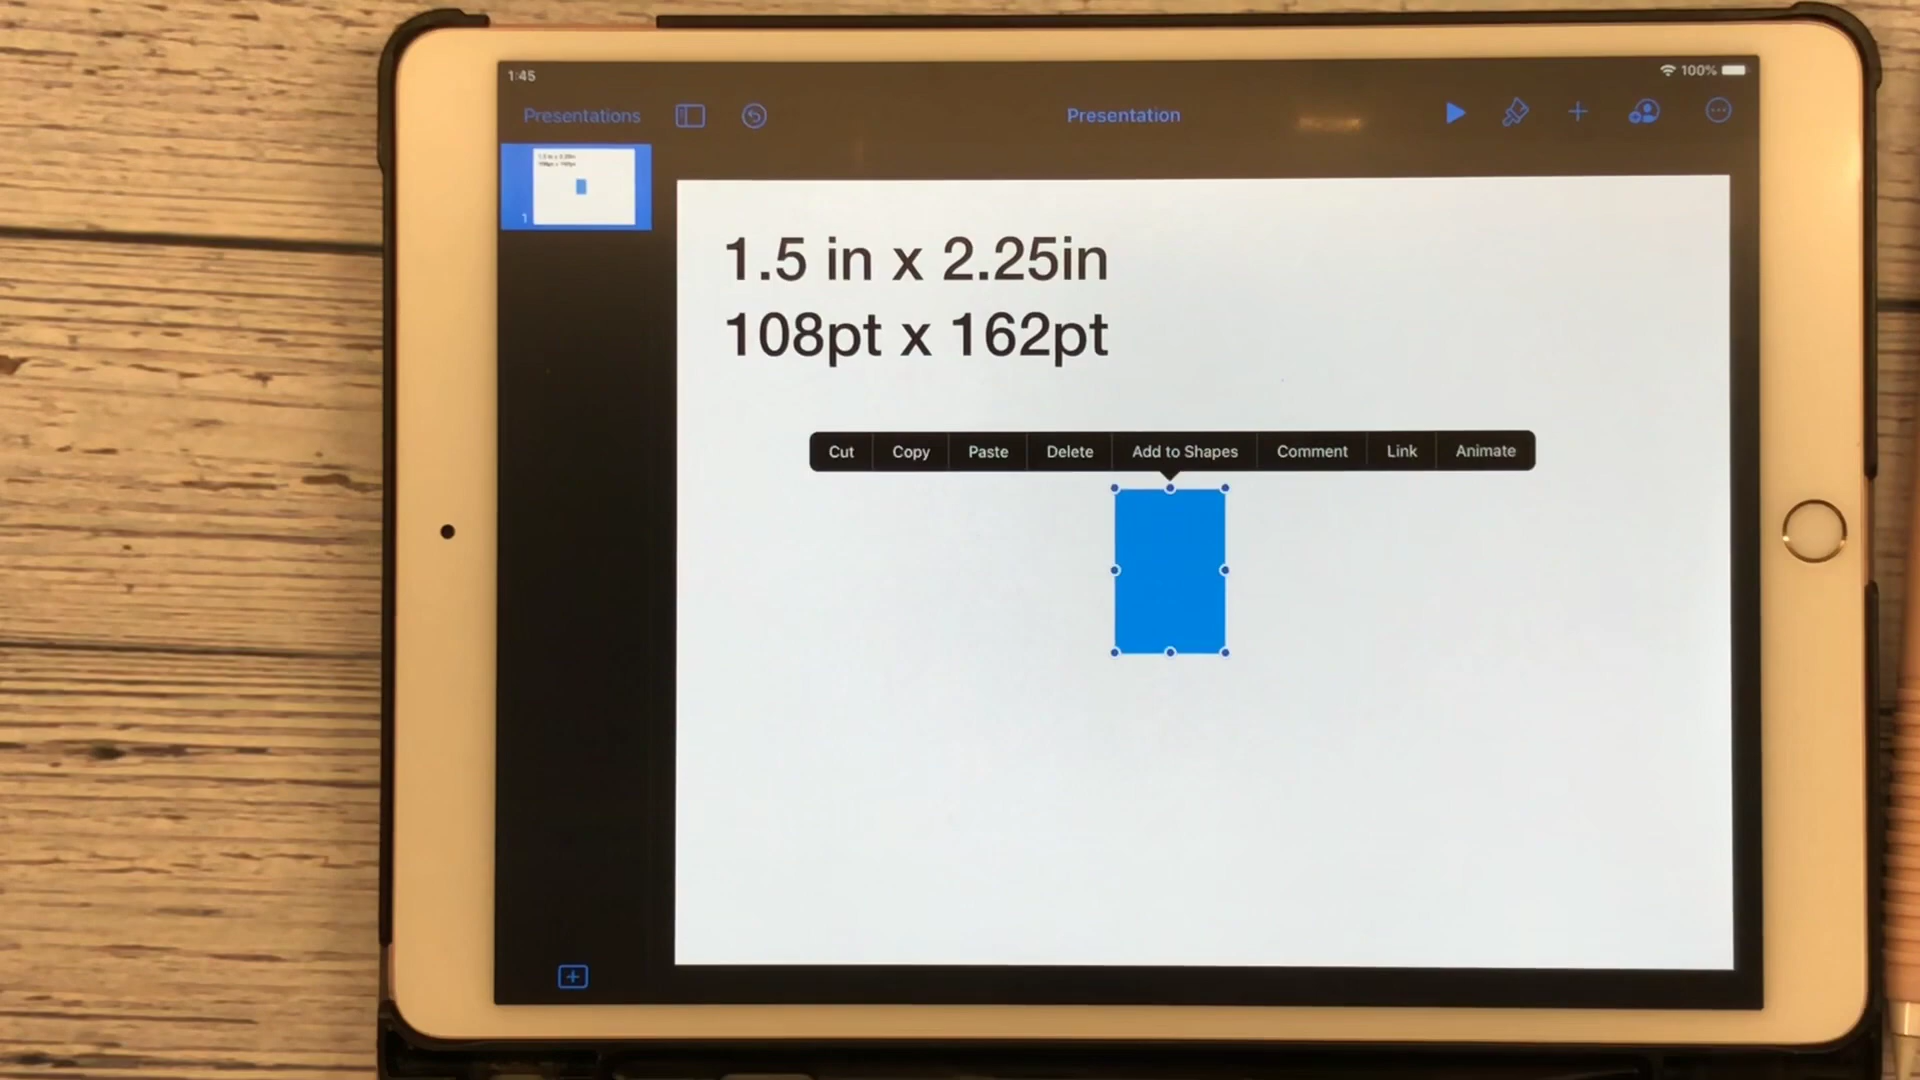 1:45
100%
Presentations
Presentation
1
1.5 in x 2.25in
108pt x 162pt
Cut Copy Paste Delete Add to Shapes Comment Link Animate